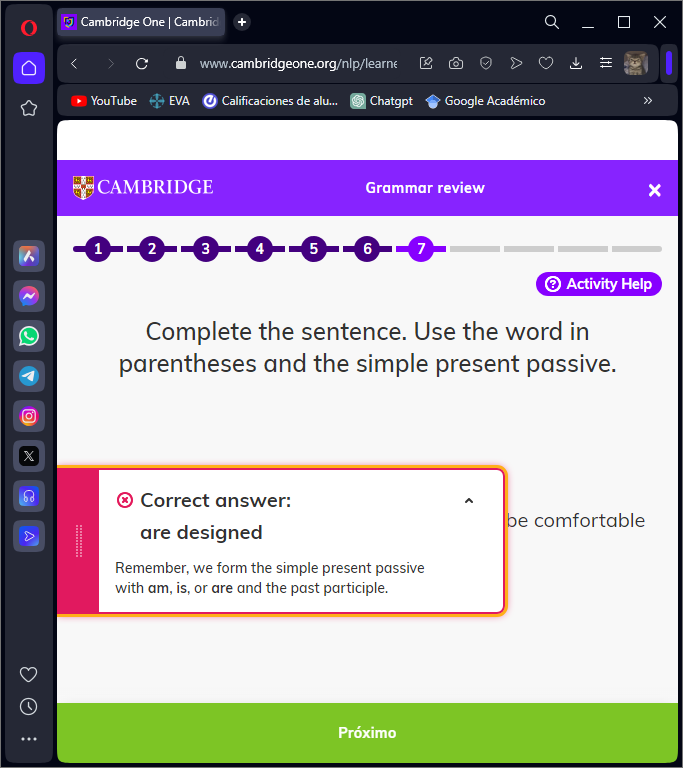 Cambridge One | Cambrid
www.cambridgeone.org/nlp/learne
YouTube
EVA
Calificaciones de alu...
Chatgpt
Google Académico
CAMBRIDGE
Grammar review
1 2 3 4 5 6 7
Activity Help
Complete the sentence. Use the word in
parentheses and the simple present passive.
Correct answer:
are designed
be comfortable
Remember, we form the simple present passive
with am, is, or are and the past participle.
Próximo